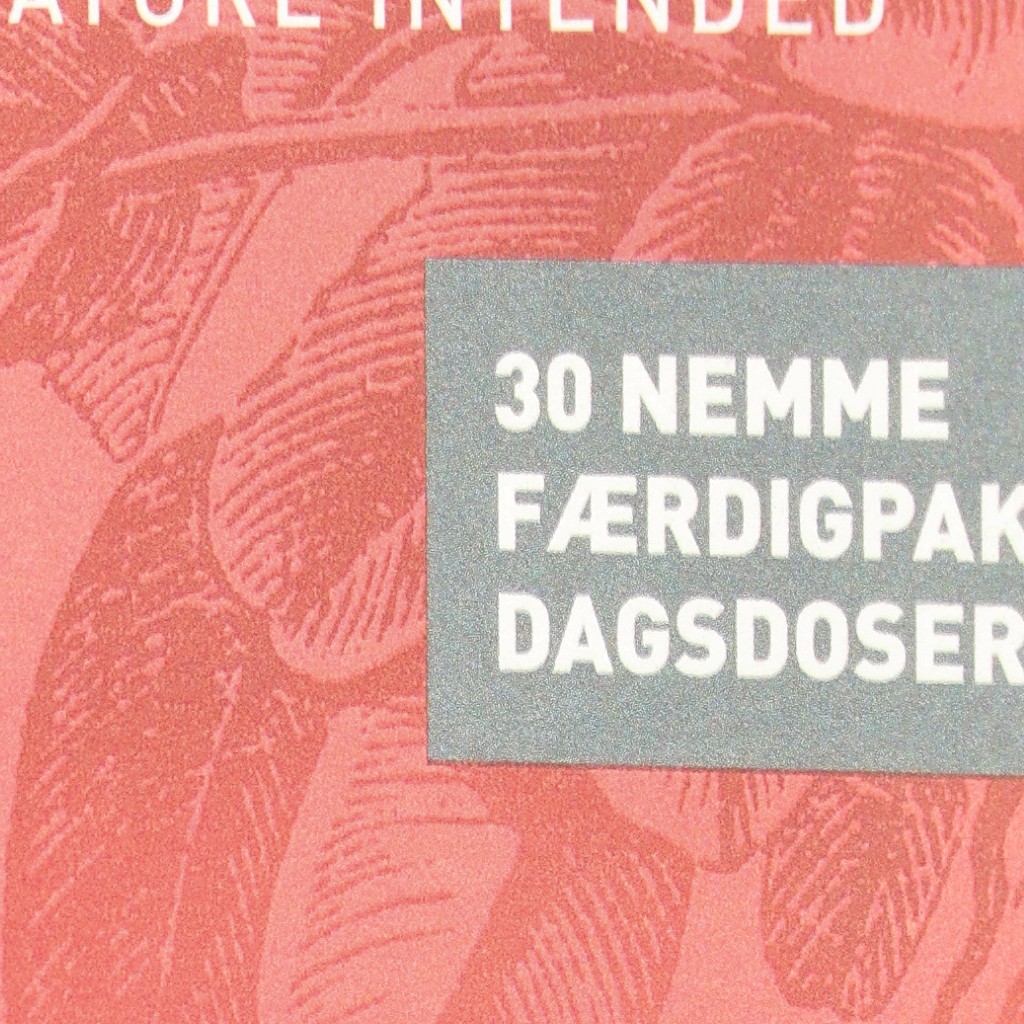 ATURE INTENDED
30 NEMME
FÆRDIGPAK
DAGSDOSER